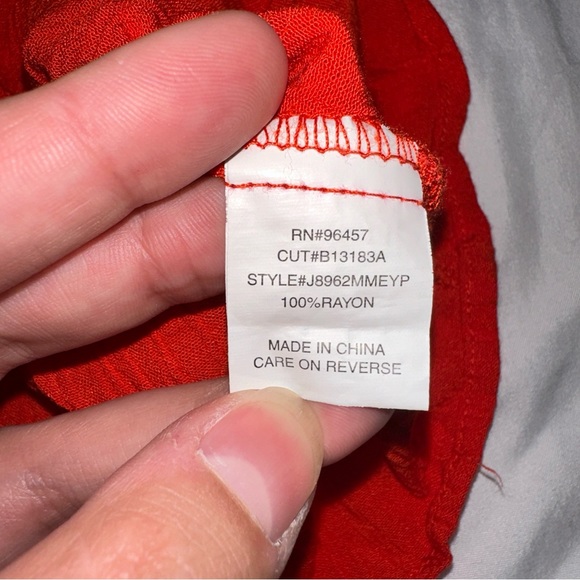 RN#96457
CUT#B13183A
STYLE#J8962MMEYP
100%RAYON
MADE IN CHINA
CARE ON REVERSE